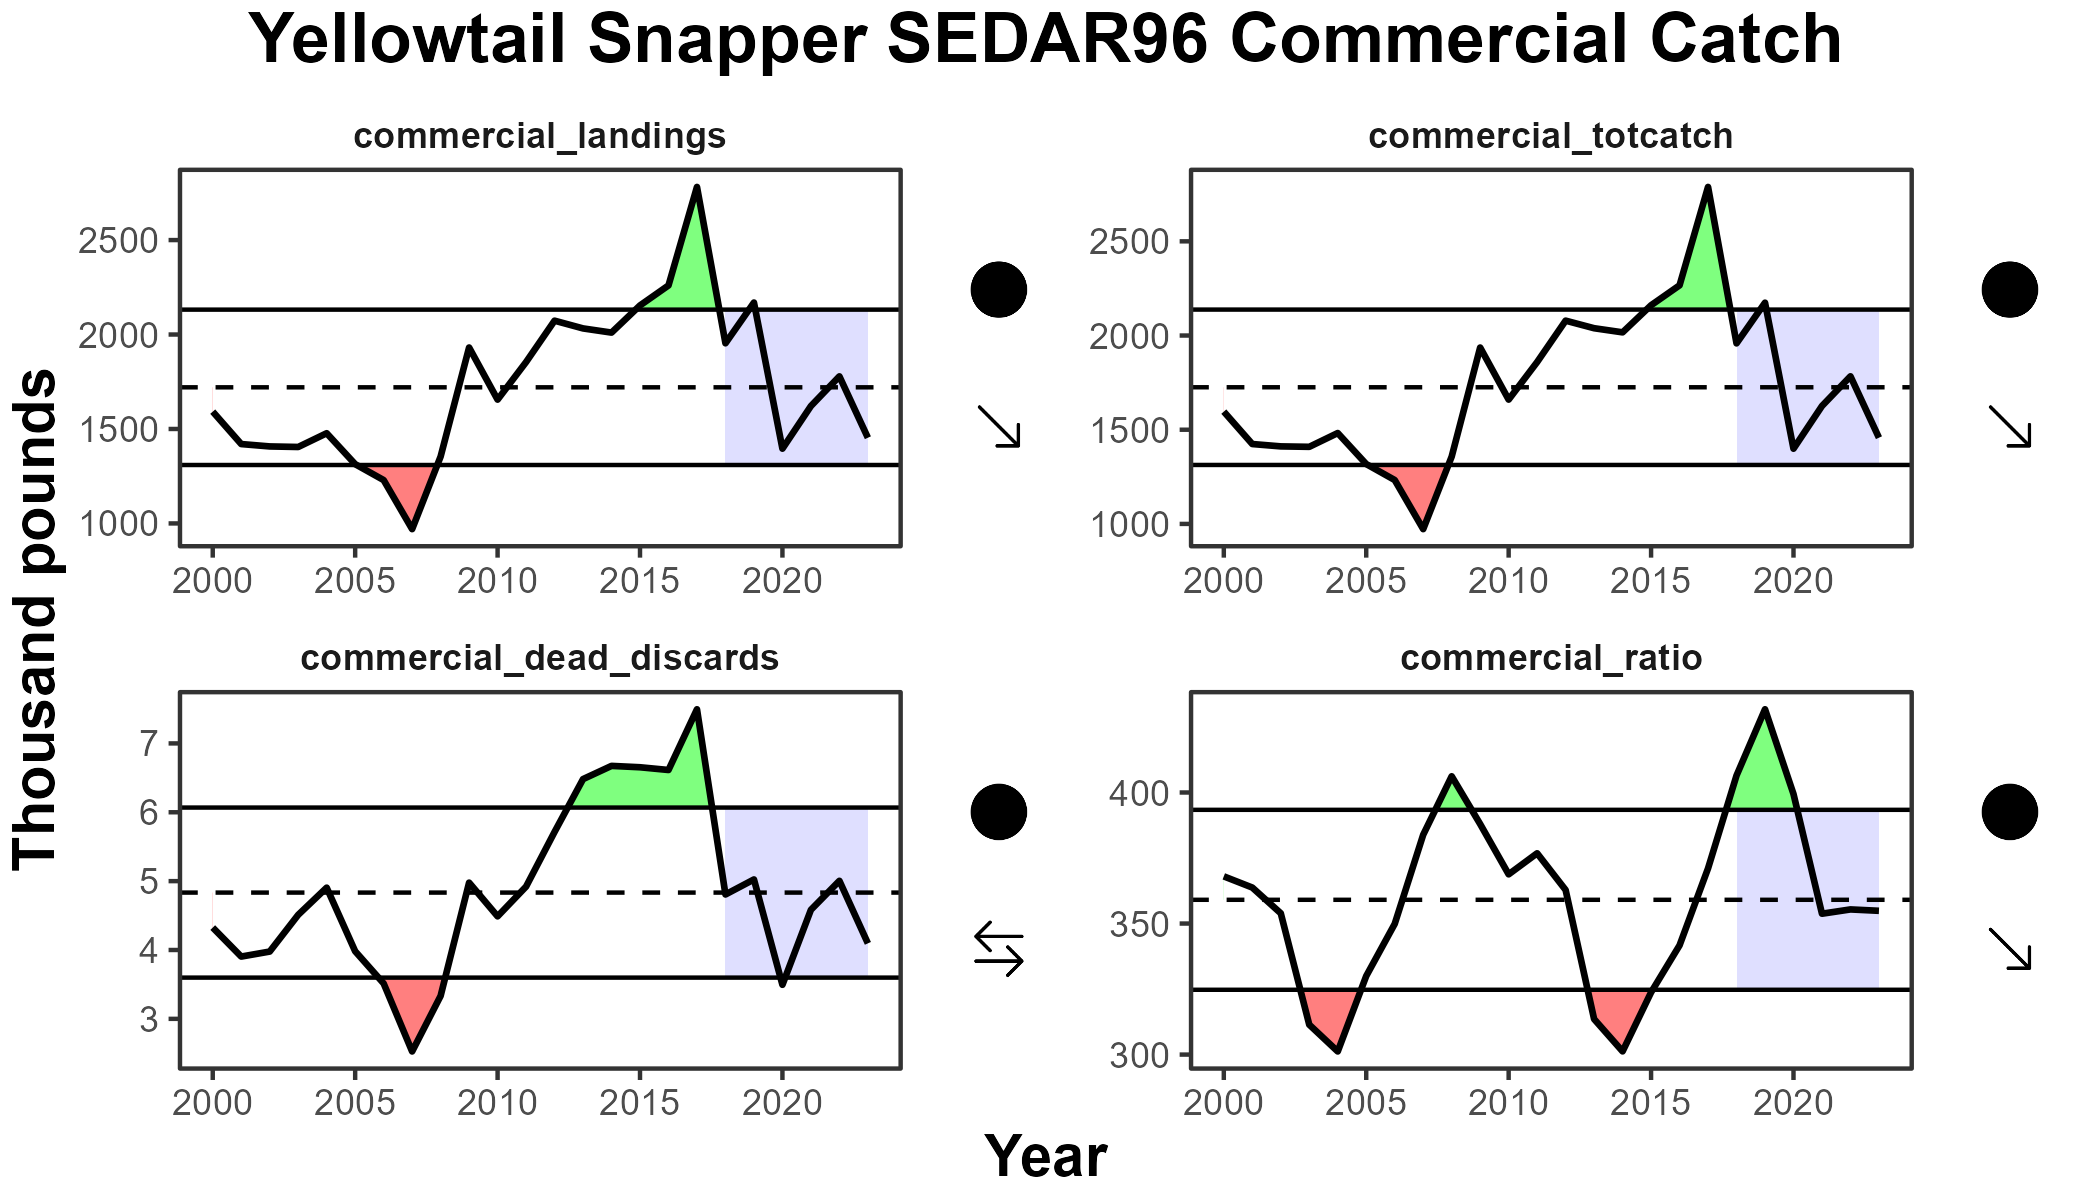 Yellowtail Snapper SEDAR96 Commercial Catch
commercial_landings
commercial_totcatch
2500
2000
1500
1000
2000 2005 2010 2015 2020
2500
2000
1500
1000
2000 2005 2010 2015 2020
Thousand pounds
commercial_dead_discards
commercial_ratio
7
6
5
4
3
2000 2005 2010 2015 2020
400
350
300
2000 2005 2010 2015 2020
Year